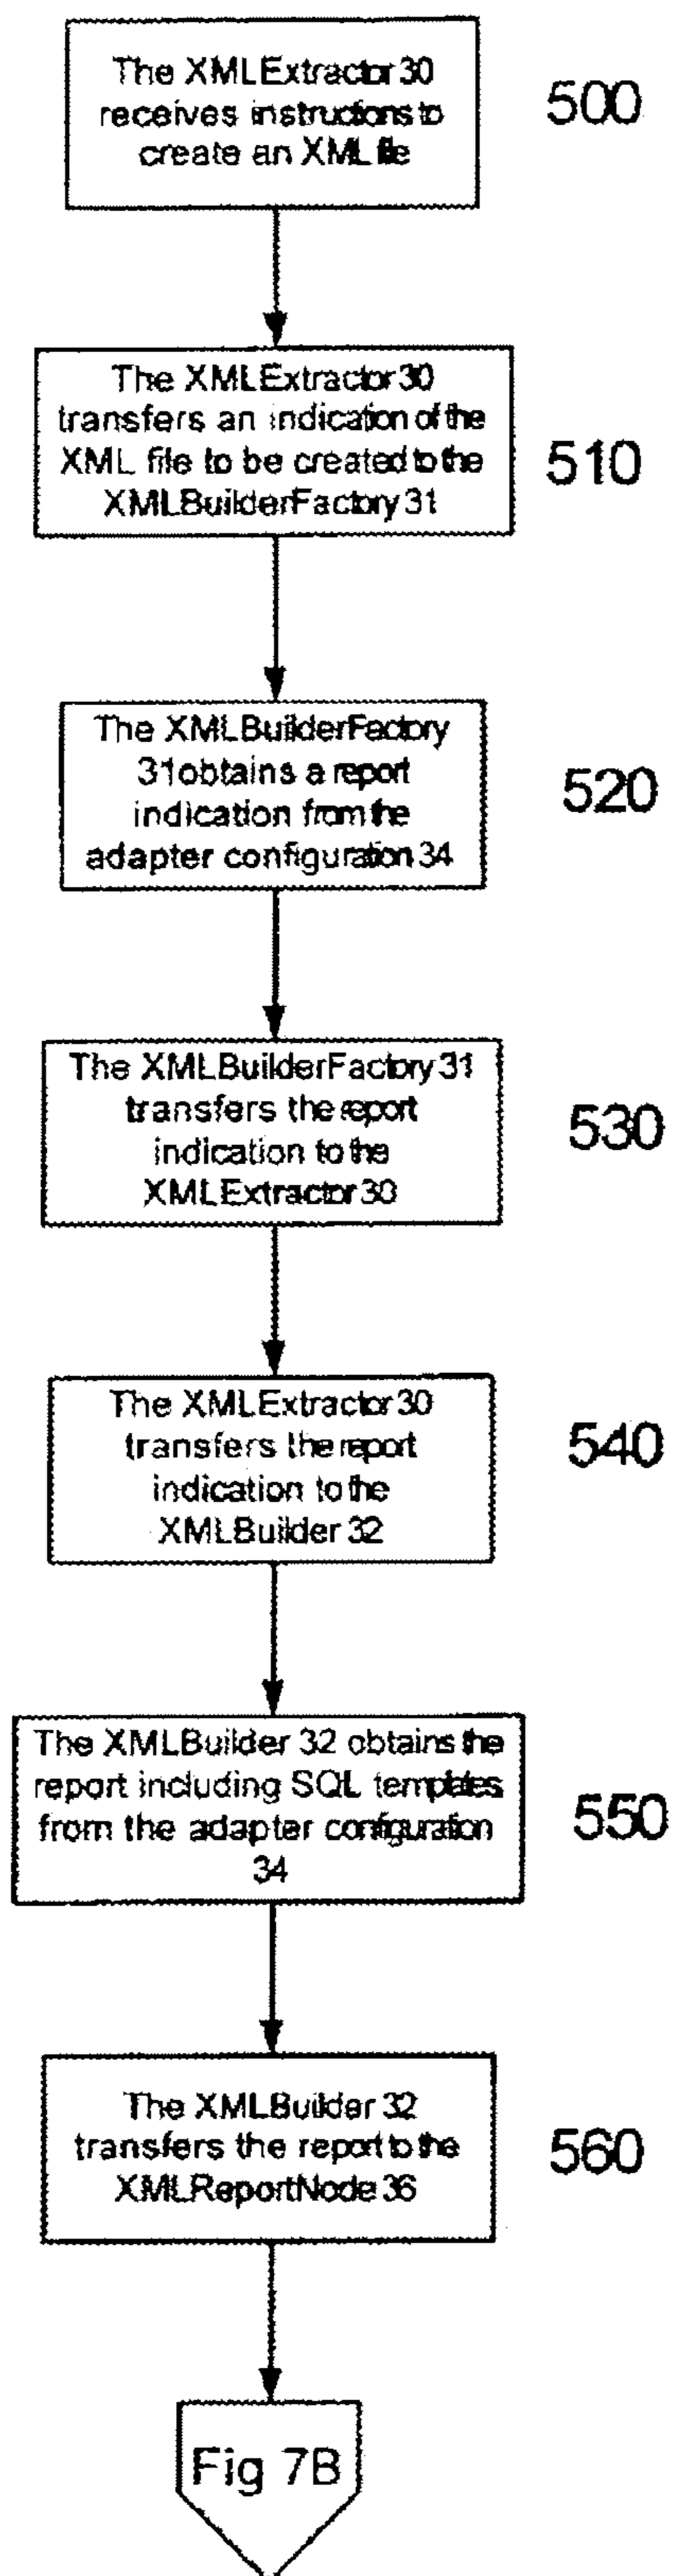 The XMLExtractor 30
receives instructions to
create an XML file
500
The XMLExtractor 30
transfers an indication of the
XML file to be created to the
XMLBuilderFactory 31
510
The XMLBuilderFactory
31 obtains a report
indication from the
adapter configuration 34
520
The XMLBuilderFactory 31
transfers the report
indication to the
XMLExtractor 30
530
The XMLExtractor 30
transfers the report
indication to the
XMLBuilder 32
540
The XMLBuilder 32 obtains the
report including SQL templates
from the adapter configuration
34
550
The XMLBuilder 32
transfers the report to the
XMLReportNode 36
560
Fig 7B